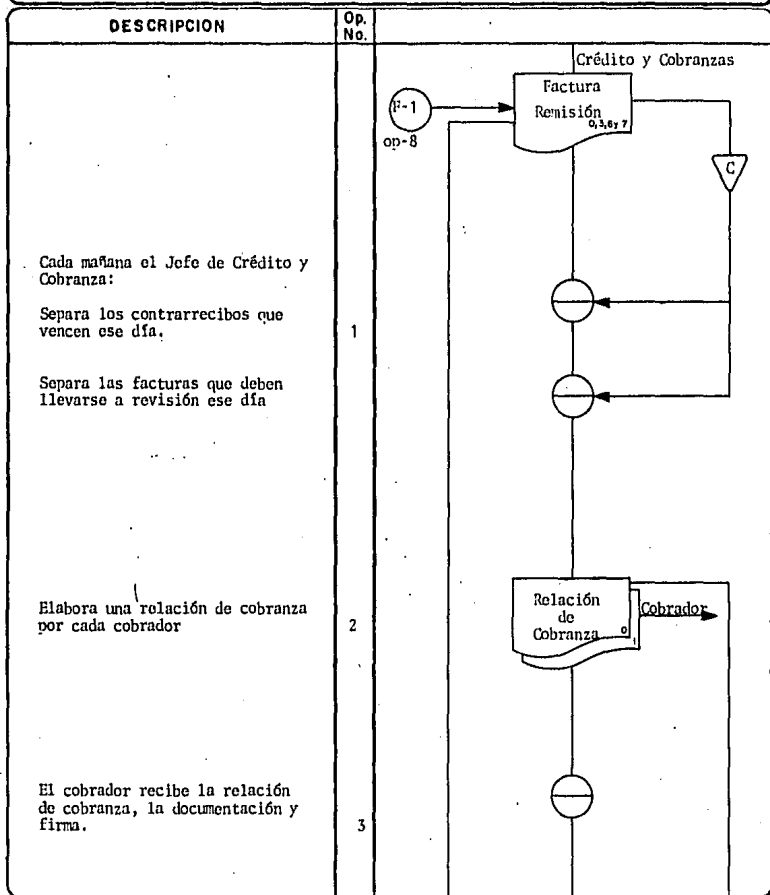 DESCRIPCION
Op. No.
Crédito y Cobranzas
Factura
Remisión
0,3,6y 7
F-1
op-8
C
Cada mañana el Jefe de Crédito y
Cobranza:
Separa los contrarrecibos que
vencen ese día.
1
Separa las facturas que deben
llevarse a revisión ese día
Elabora una relación de cobranza
por cada cobrador
2
Relación
de
Cobranza
0
1
Cobrador
El cobrador recibe la relación
de cobranza, la documentación y
firma.
3